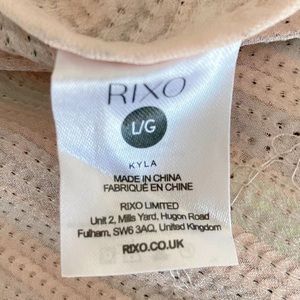 RIXO
L/G
KYLA
MADE IN CHINA
FABRIQUÉ EN CHINE
RIXO LIMITED
Unit 2, Mills Yard, Hugon Road
Fulham, SW6 3AQ, United Kingdom
RIXO.CO.UK